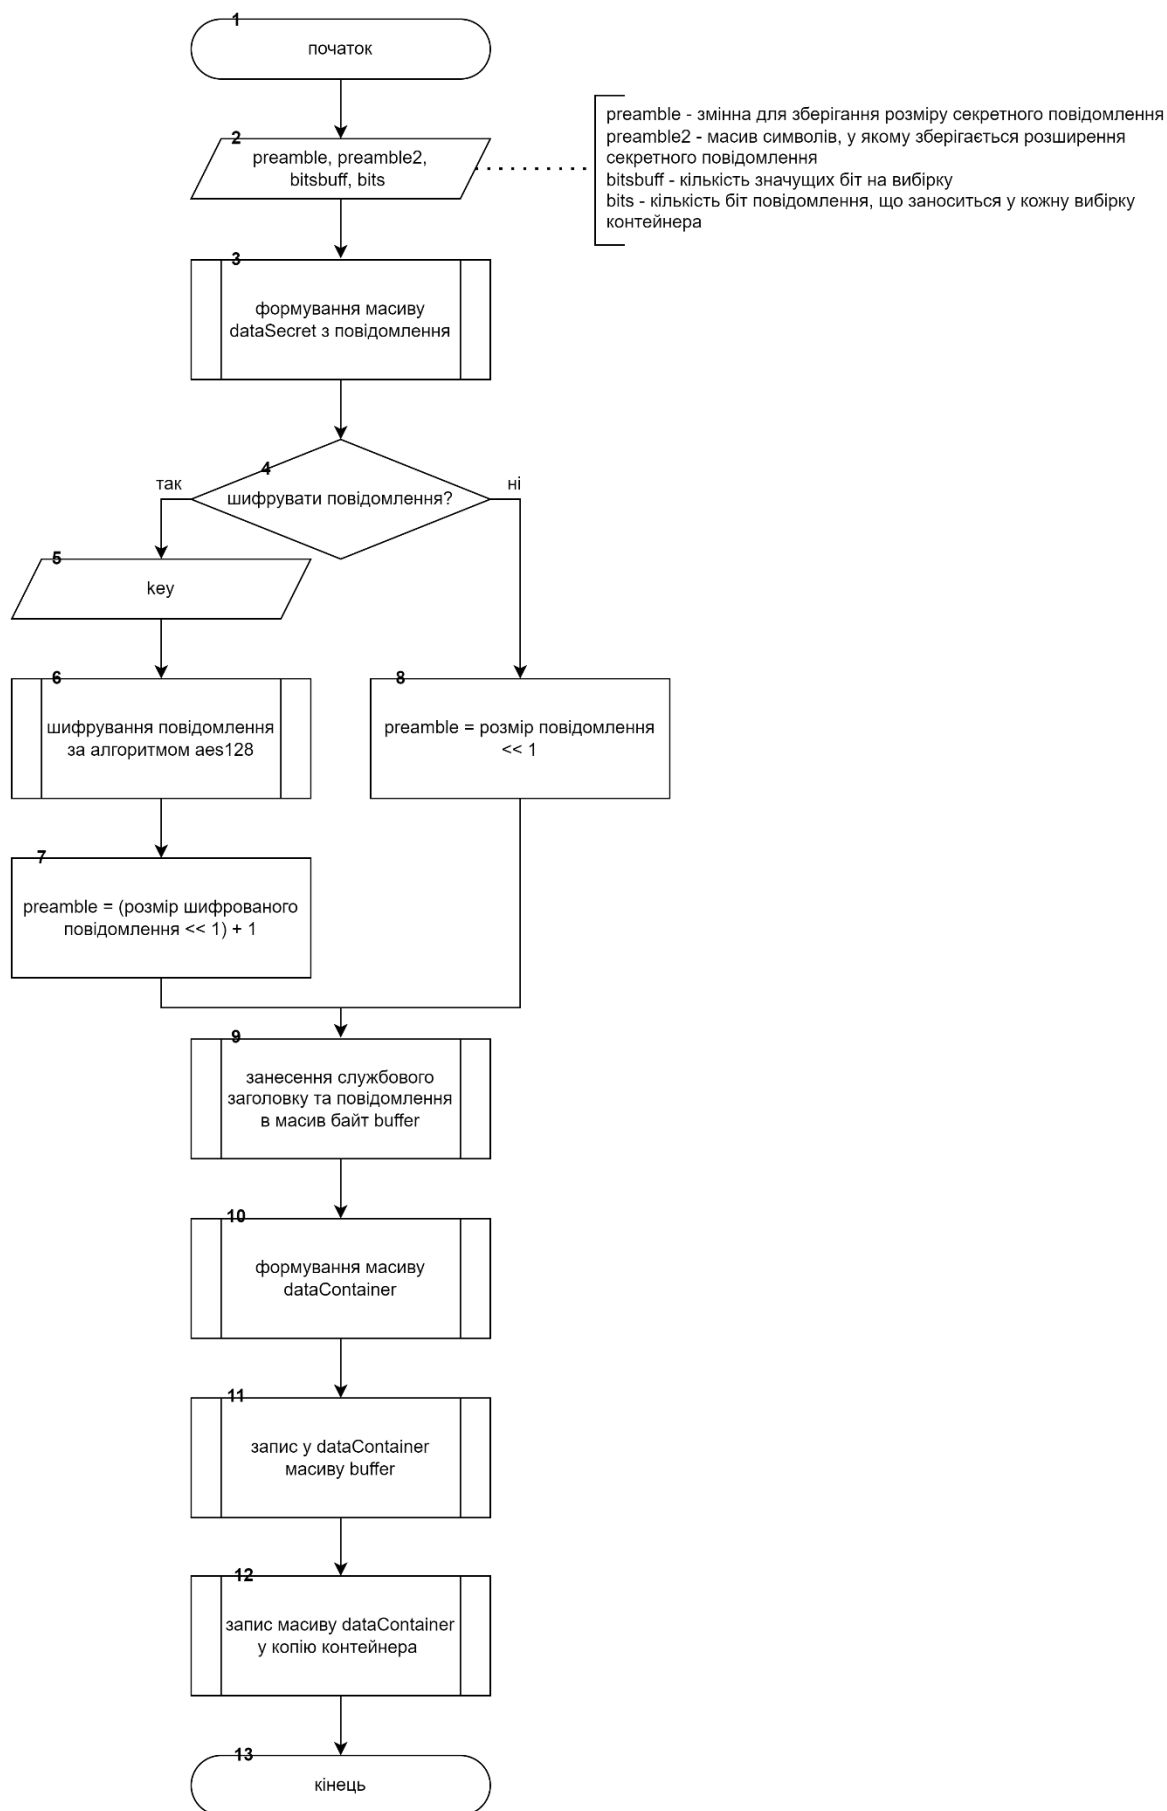 1
початок
2
preamble, preamble2,
bitsbuff, bits
preamble - змінна для зберігання розміру секретного повідомлення
preamble2 - масив символів, у якому зберігається розширення
секретного повідомлення
bitsbuff - кількість значущих біт на вибірку
bits - кількість біт повідомлення, що заноситься у кожну вибірку
контейнера
3
формування масиву
dataSecret з повідомлення
4
шифрувати повідомлення?
так
ні
5
key
6
шифрування повідомлення
за алгоритмом aes128
8
preamble = розмір повідомлення
<< 1
7
preamble = (розмір шифрованого
повідомлення << 1) + 1
9
занесення службового
заголовку та повідомлення
в масив байт buffer
10
формування масиву
dataContainer
11
запис у dataContainer
масиву buffer
12
запис масиву dataContainer
у копію контейнера
13
кінець